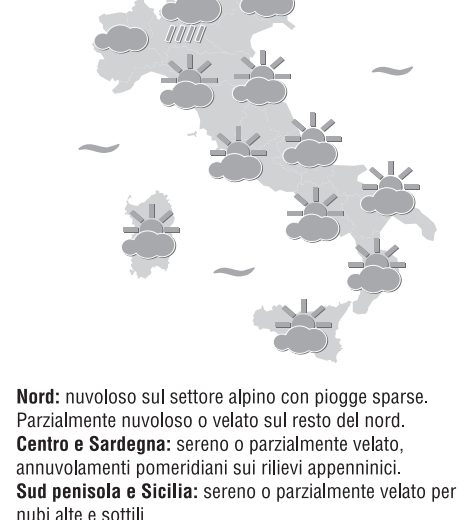 Nord: nuvoloso sul settore alpino con piogge sparse.
Parzialmente nuvoloso o velato sul resto del nord.
Centro e Sardegna: sereno o parzialmente velato,
annuvolamenti pomeridiani sui rilievi appenninici.
Sud penisola e Sicilia: sereno o parzialmente velato per
nubi alte e sottili